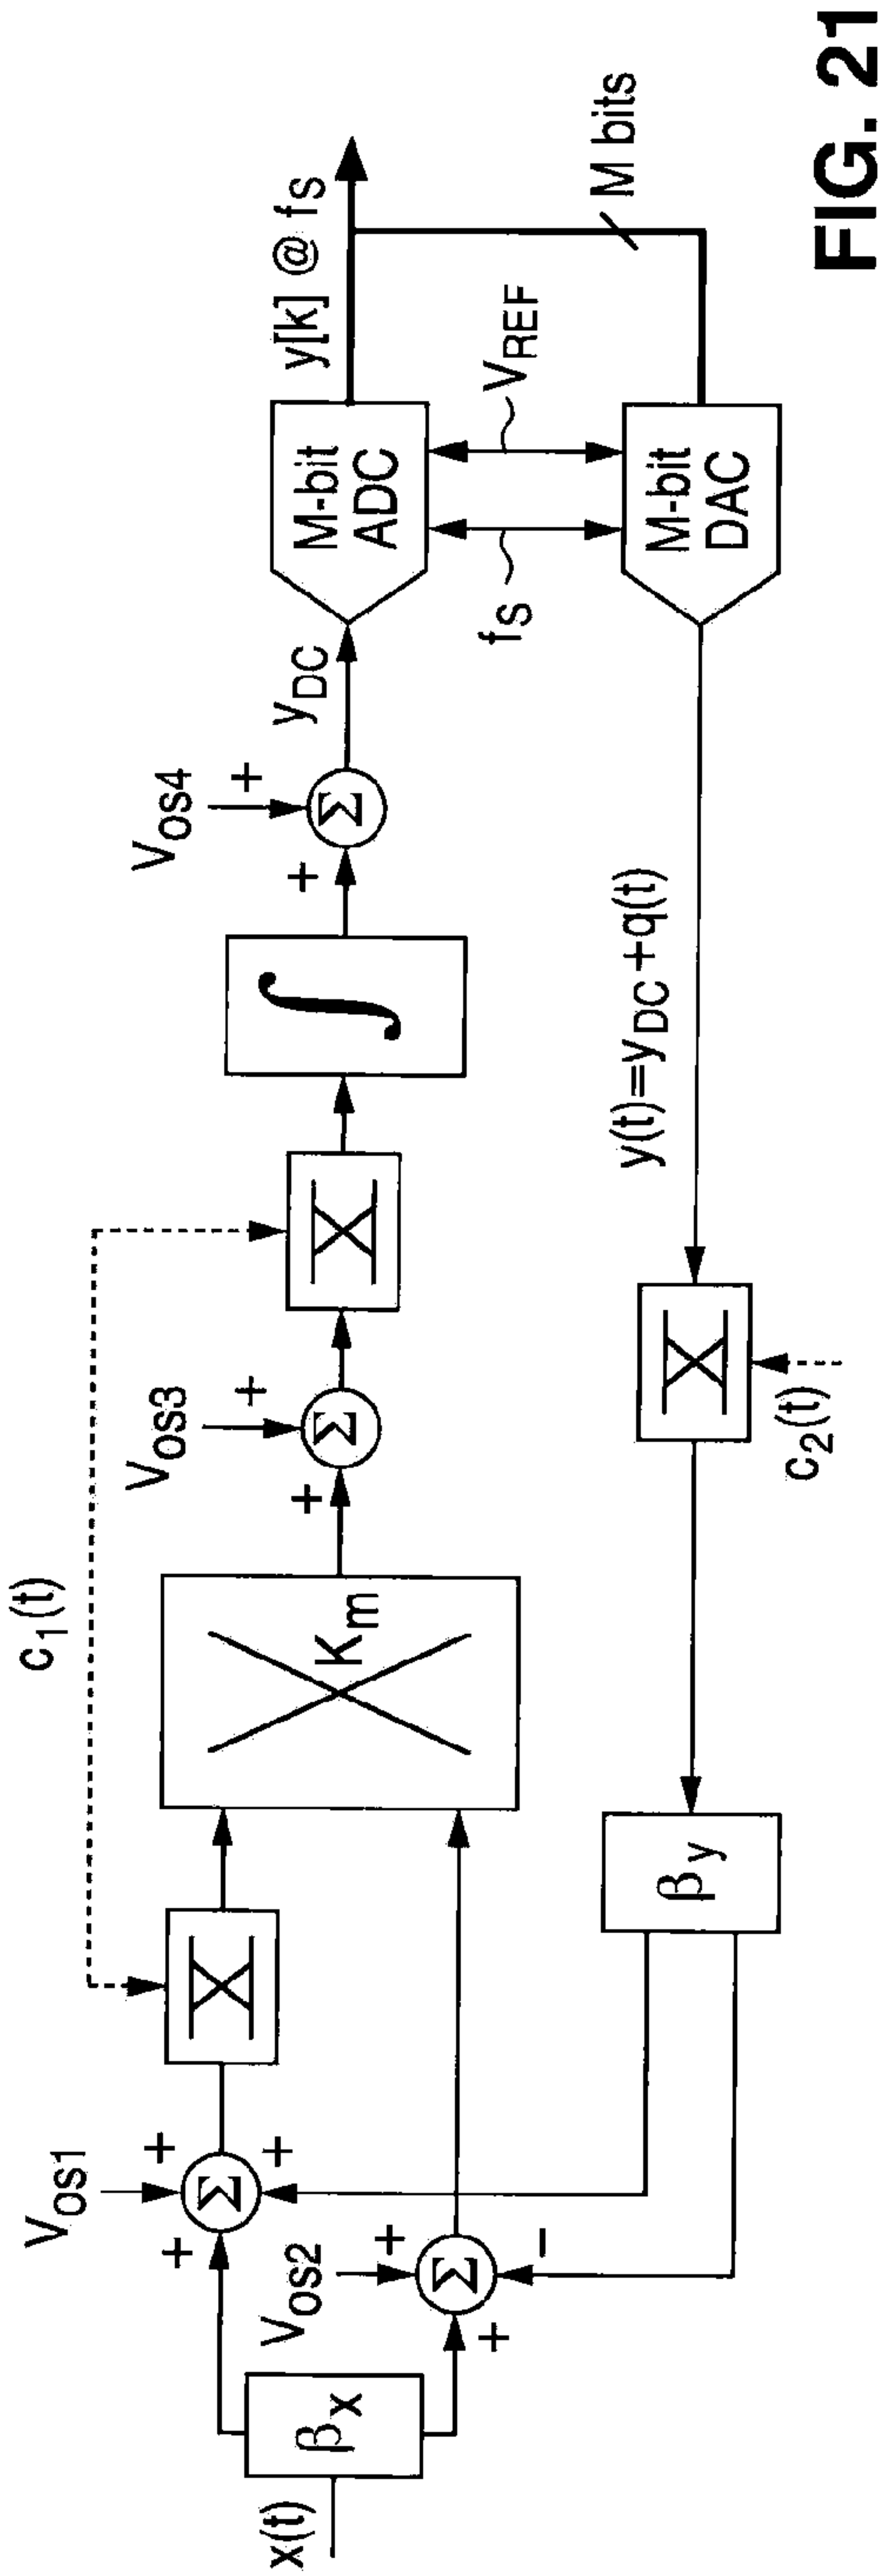 x(t)
βx
Vos1
+
+
+
Σ
Vos2
+
+
−
Σ
c1(t)
Km
Vos3
+
+
Σ
∫
Vos4
+
+
Σ
yDC
M-bit
ADC
y[k] @ fs
fs
VREF
M bits
M-bit
DAC
y(t)=yDC+q(t)
c2(t)
βy
FIG. 21